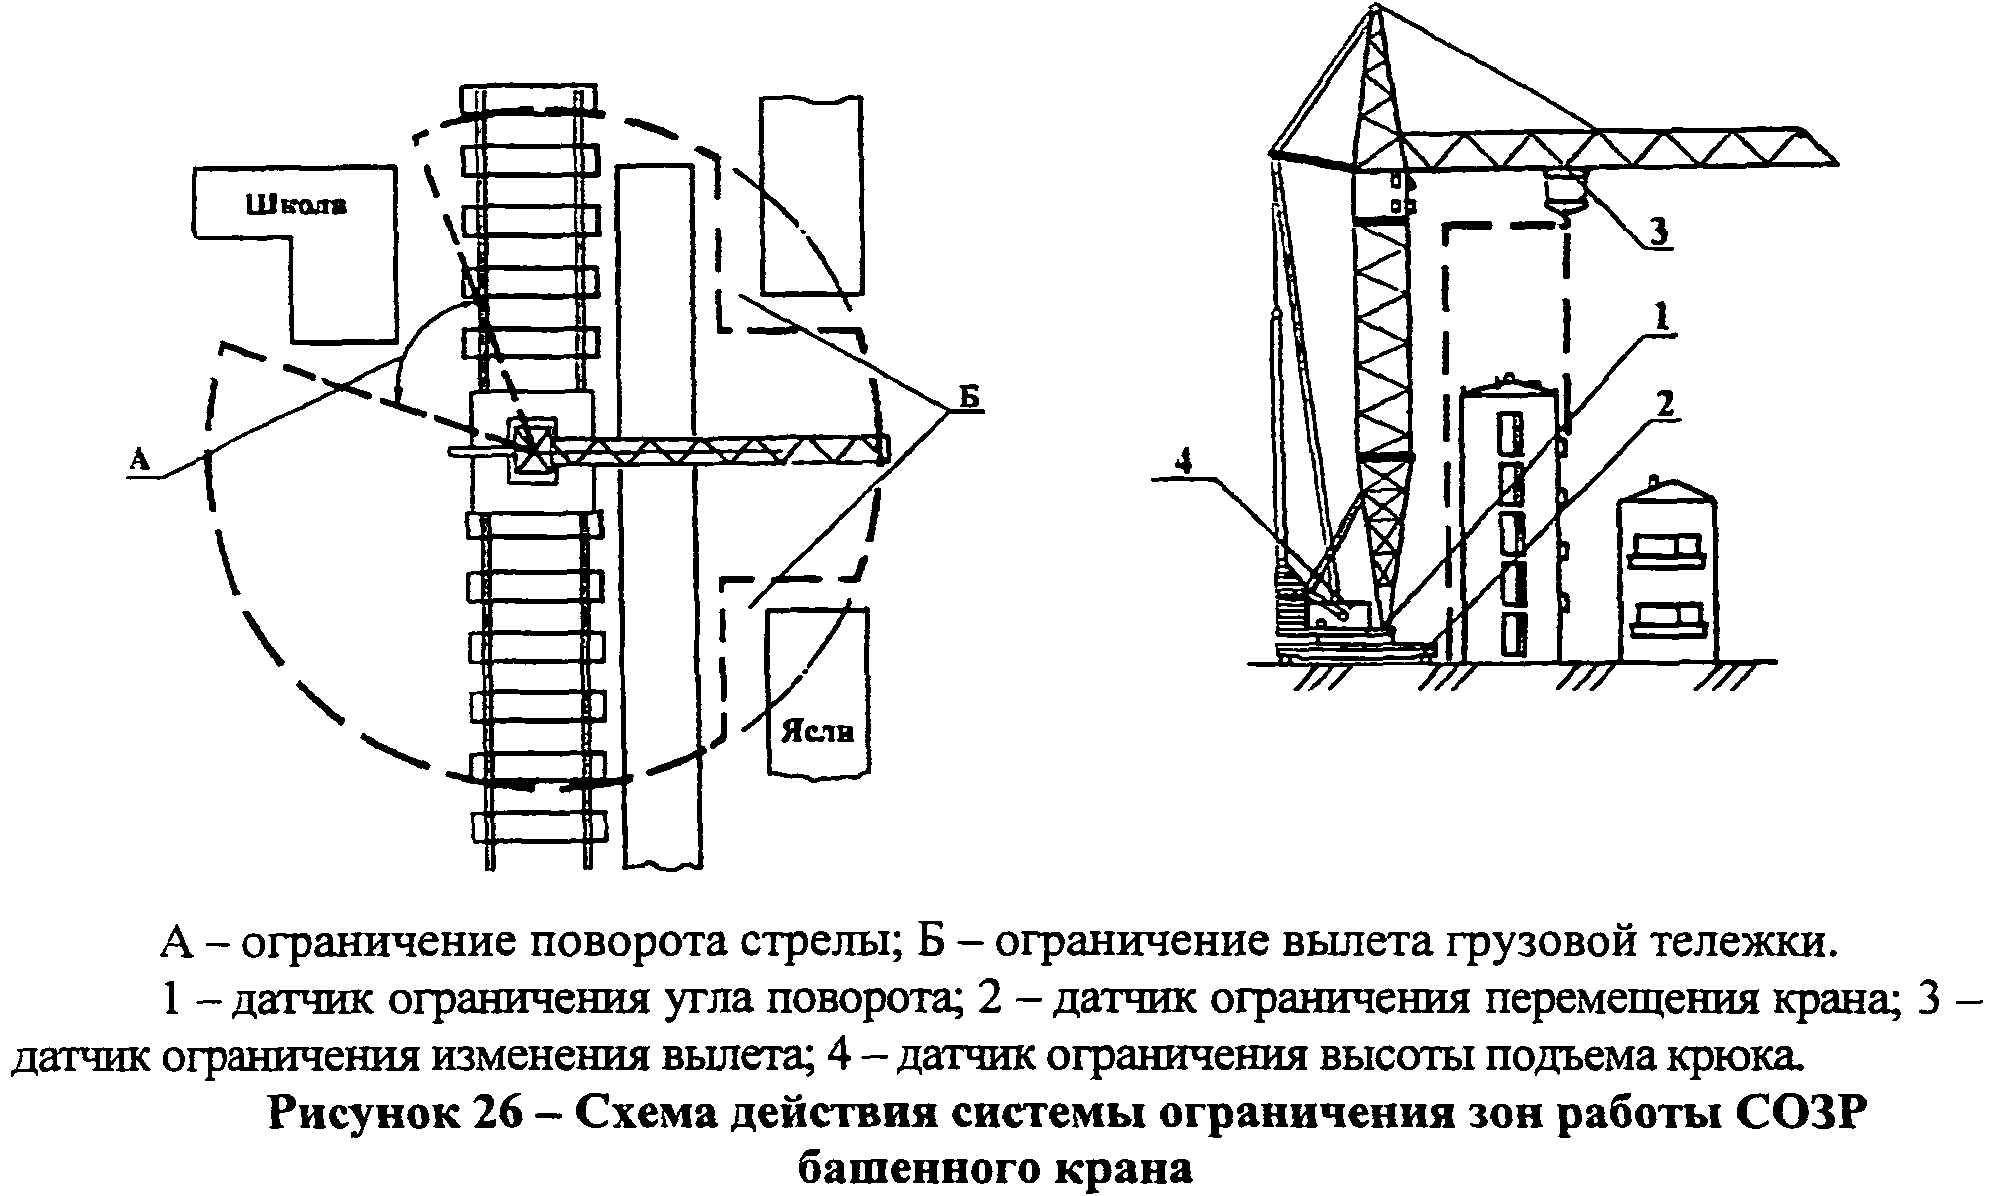 Школа
А
Б
Ясли
3
1
2
4
А – ограничение поворота стрелы; Б – ограничение вылета грузовой тележки.
1 – датчик ограничения угла поворота; 2 – датчик ограничения перемещения крана; 3 –
датчик ограничения изменения вылета; 4 – датчик ограничения высоты подъема крюка.
Рисунок 26 – Схема действия системы ограничения зон работы СОЗР
башенного крана